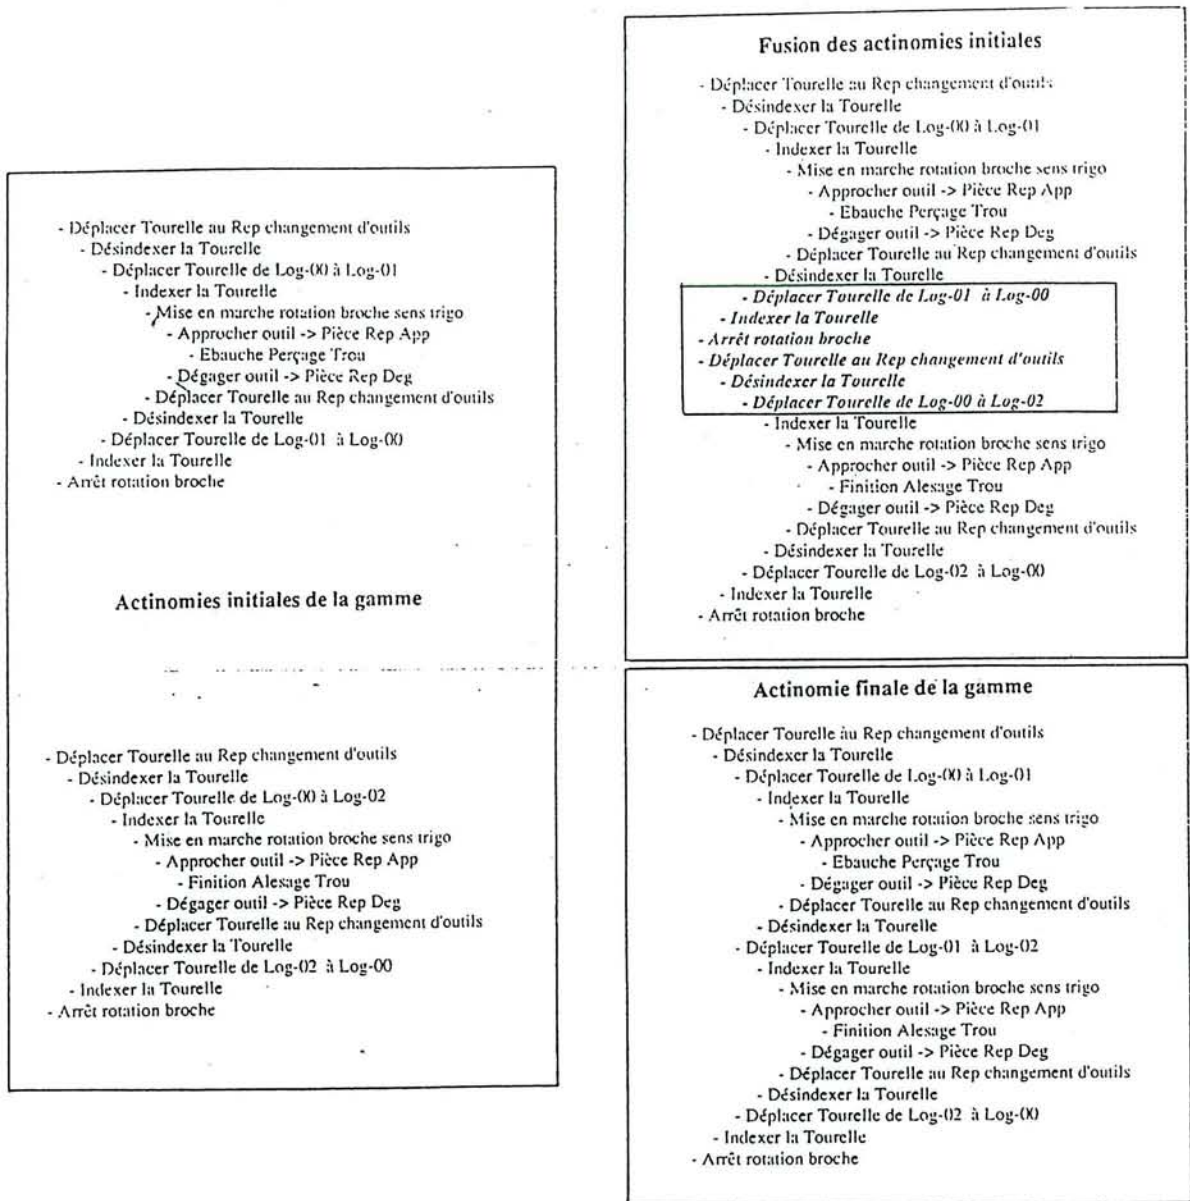 - Déplacer Tourelle au Rep changement d'outils
- Désindexer la Tourelle
- Déplacer Tourelle de Log-00 à Log-01
- Indexer la Tourelle
- Mise en marche rotation broche sens trigo
- Approcher outil -> Pièce Rep App
- Ebauche Perçage Trou
- Dégager outil -> Pièce Rep Deg
- Déplacer Tourelle au Rep changement d'outils
- Désindexer la Tourelle
- Déplacer Tourelle de Log-01 à Log-00
- Indexer la Tourelle
- Arrêt rotation broche
Actinomies initiales de la gamme
- Déplacer Tourelle au Rep changement d'outils
- Désindexer la Tourelle
- Déplacer Tourelle de Log-00 à Log-02
- Indexer la Tourelle
- Mise en marche rotation broche sens trigo
- Approcher outil -> Pièce Rep App
- Finition Alesage Trou
- Dégager outil -> Pièce Rep Deg
- Déplacer Tourelle au Rep changement d'outils
- Désindexer la Tourelle
- Déplacer Tourelle de Log-02 à Log-00
- Indexer la Tourelle
- Arrêt rotation broche
Fusion des actinomies initiales
- Déplacer Tourelle au Rep changement d'outils
- Désindexer la Tourelle
- Déplacer Tourelle de Log-00 à Log-01
- Indexer la Tourelle
- Mise en marche rotation broche sens trigo
- Approcher outil -> Pièce Rep App
- Ebauche Perçage Trou
- Dégager outil -> Pièce Rep Deg
- Déplacer Tourelle au Rep changement d'outils
- Désindexer la Tourelle
- Déplacer Tourelle de Log-01 à Log-00
- Indexer la Tourelle
- Arrêt rotation broche
- Déplacer Tourelle au Rep changement d'outils
- Désindexer la Tourelle
- Déplacer Tourelle de Log-00 à Log-02
- Indexer la Tourelle
- Mise en marche rotation broche sens trigo
- Approcher outil -> Pièce Rep App
- Finition Alesage Trou
- Dégager outil -> Pièce Rep Deg
- Déplacer Tourelle au Rep changement d'outils
- Désindexer la Tourelle
- Déplacer Tourelle de Log-02 à Log-00
- Indexer la Tourelle
- Arrêt rotation broche
Actinomie finale de la gamme
- Déplacer Tourelle au Rep changement d'outils
- Désindexer la Tourelle
- Déplacer Tourelle de Log-00 à Log-01
- Indexer la Tourelle
- Mise en marche rotation broche sens trigo
- Approcher outil -> Pièce Rep App
- Ebauche Perçage Trou
- Dégager outil -> Pièce Rep Deg
- Déplacer Tourelle au Rep changement d'outils
- Désindexer la Tourelle
- Déplacer Tourelle de Log-01 à Log-02
- Indexer la Tourelle
- Mise en marche rotation broche sens trigo
- Approcher outil -> Pièce Rep App
- Finition Alesage Trou
- Dégager outil -> Pièce Rep Deg
- Déplacer Tourelle au Rep changement d'outils
- Désindexer la Tourelle
- Déplacer Tourelle de Log-02 à Log-00
- Indexer la Tourelle
- Arrêt rotation broche